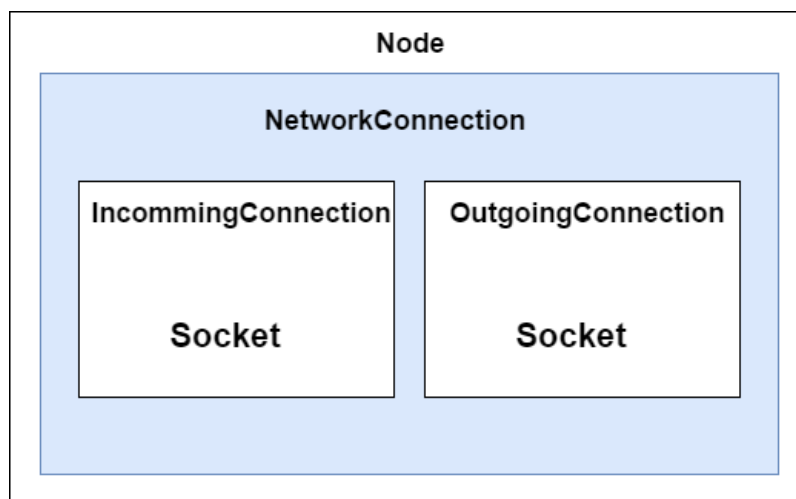 Node
NetworkConnection
IncommingConnection
OutgoingConnection
Socket
Socket